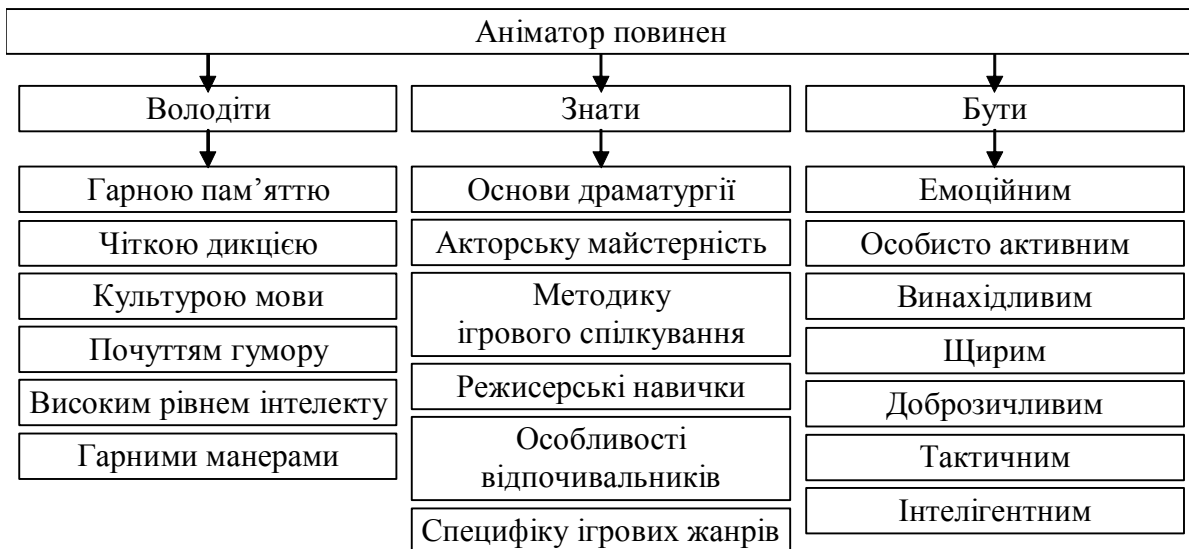 Аніматор повинен
Володіти
Гарною пам’яттю
Чіткою дикцією
Культурою мови
Почуттям гумору
Високим рівнем інтелекту
Гарними манерами
Знати
Основи драматургії
Акторську майстерність
Методику
ігрового спілкування
Режисерські навички
Особливості
відпочивальників
Специфіку ігрових жанрів
Бути
Емоційним
Особисто активним
Винахідливим
Щирим
Доброзичливим
Тактичним
Інтелігентним